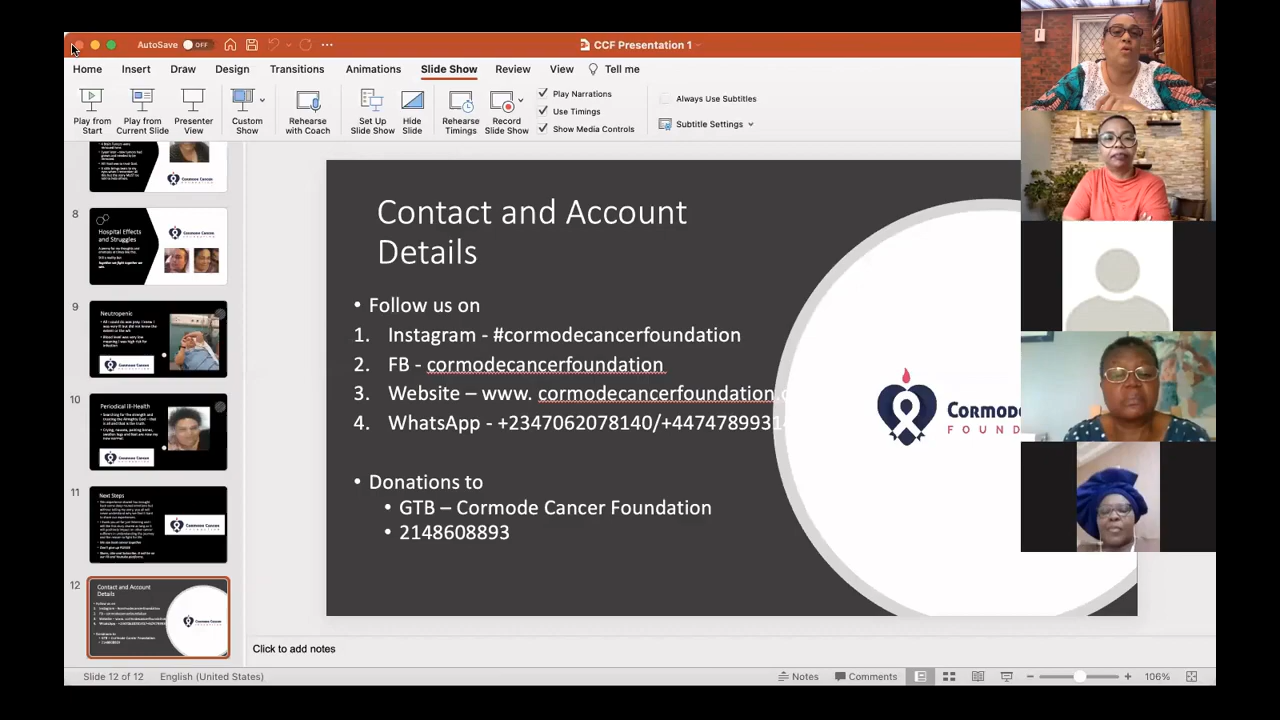 AutoSave OFF
CCF Presentation 1
Home Insert Draw Design Transitions Animations Slide Show Review View Tell me
Play from Start
Play from Current Slide
Presenter View
Custom Show
Rehearse with Coach
Set Up Slide Show
Hide Slide
Rehearse Timings
Record Slide Show
Play Narrations
Use Timings
Show Media Controls
Always Use Subtitles
Subtitle Settings
8
Hospital Effects
and Struggles
9
Neutropenic
10
Periodical Ill-Health
11
Next Steps
12
Contact and Account
Details
Contact and Account
Details
• Follow us on
1. Instagram - #cormodecancerfoundation
2. FB - cormodecancerfoundation
3. Website – www. cormodecancerfoundation.
4. WhatsApp - +2347062078140/+447478993
• Donations to
• GTB – Cormode Cancer Foundation
• 2148608893
Cormode
FOUND
Click to add notes
Slide 12 of 12 English (United States)
Notes Comments 106%